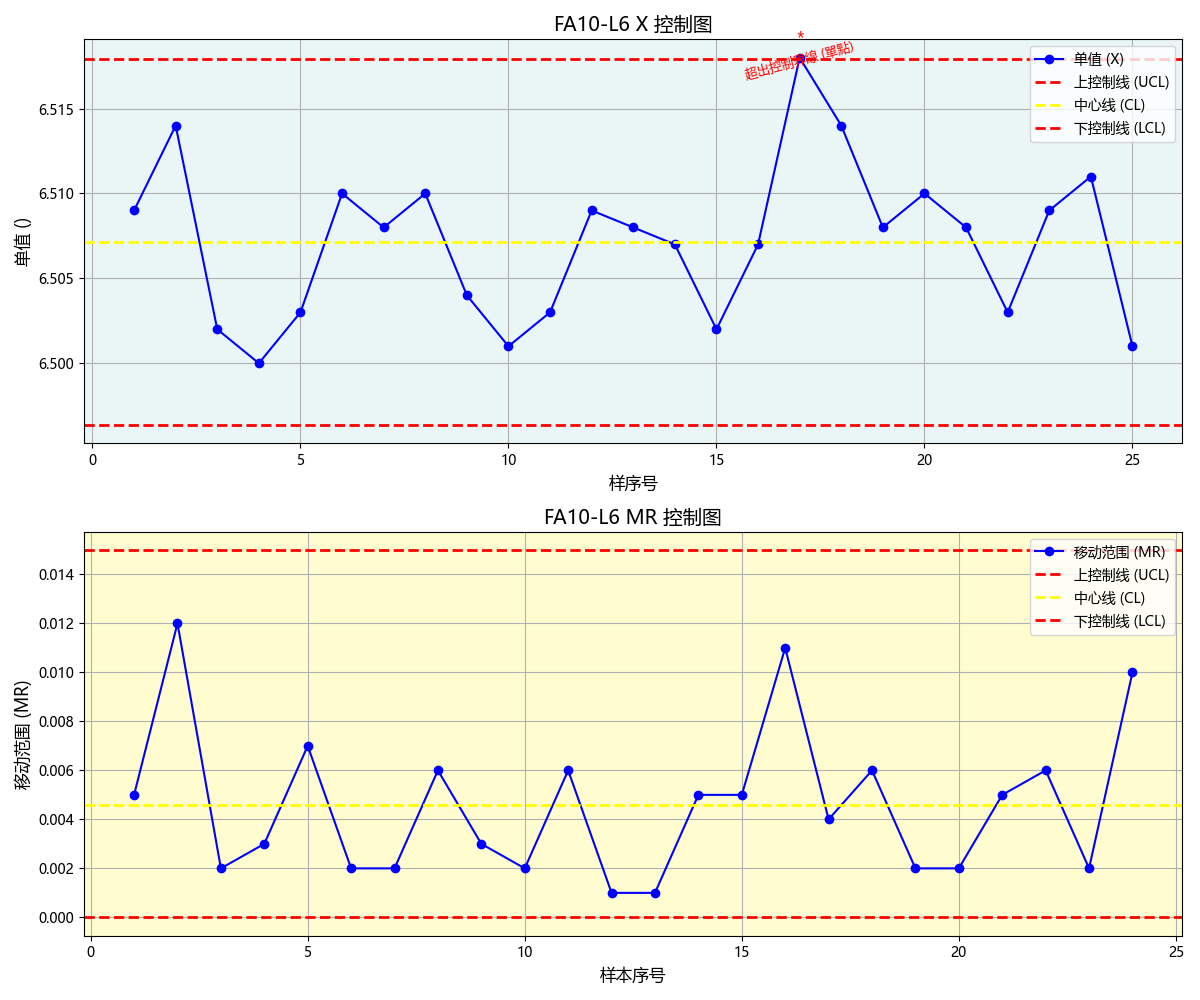 FA10-L6 X 控制图
*
超出控制界線 (單點)
单值 (X)
上控制线 (UCL)
中心线 (CL)
下控制线 (LCL)
单值 ()
6.515
6.510
6.505
6.500
0 5 10 15 20 25
样序号
FA10-L6 MR 控制图
移动范围 (MR)
上控制线 (UCL)
中心线 (CL)
下控制线 (LCL)
移动范围 (MR)
0.014
0.012
0.010
0.008
0.006
0.004
0.002
0.000
0 5 10 15 20 25
样本序号